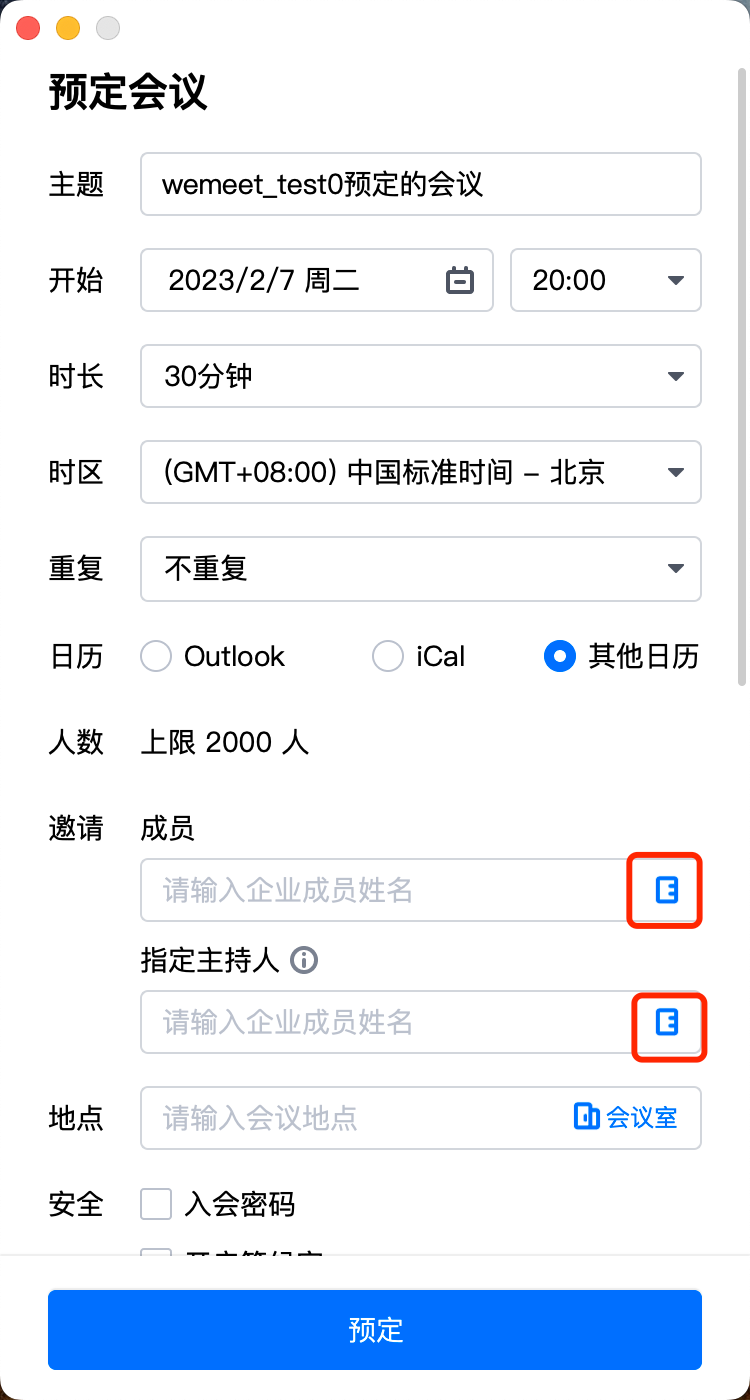 预定会议
主题 wemeet_test0预定的会议
开始 2023/2/7 周二 20:00
时长 30分钟
时区 (GMT+08:00) 中国标准时间 – 北京
重复 不重复
日历 Outlook iCal 其他日历
人数 上限 2000 人
邀请 成员
请输入企业成员姓名
指定主持人
请输入企业成员姓名
地点 请输入会议地点 会议室
安全 入会密码
预定